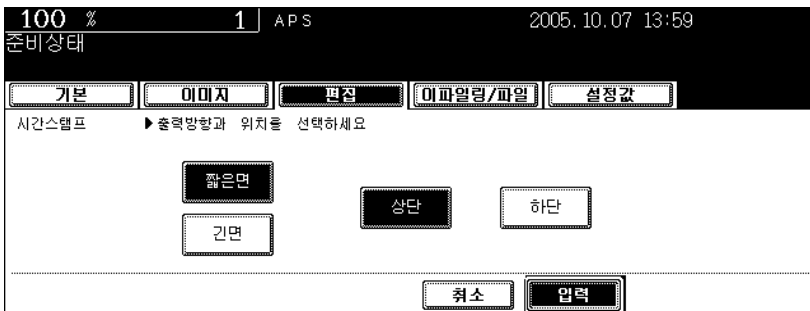 100 % 1 APS 2005.10.07 13:59
준비상태
기본 이미지 편집 이파일링/파일 설정값
시간스탬프 ▶출력방향과 위치를 선택하세요
짧은면
상단 하단
긴면
취소 입력